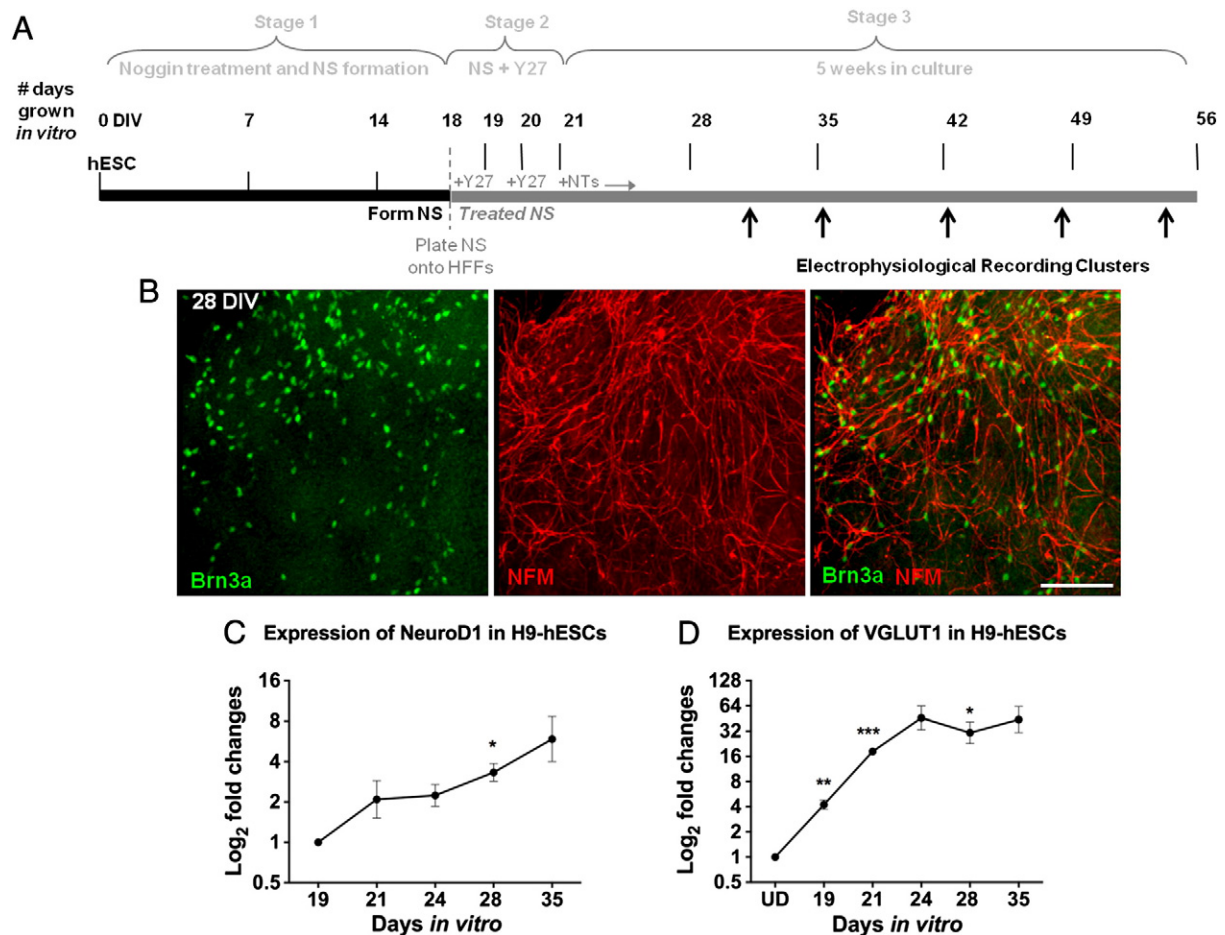 A
Stage 1 Stage 2 Stage 3
Noggin treatment and NS formation NS + Y27 5 weeks in culture
# days
grown
in vitro
0 DIV 7 14 18 19 20 21 28 35 42 49 56
hESC
+Y27 +Y27 +NTs
Form NS Treated NS
Plate NS
onto HFFs
Electrophysiological Recording Clusters
B
28 DIV
Brn3a
NFM
Brn3a NFM
C Expression of NeuroD1 in H9-hESCs
Log2 fold changes
16
8
4
2
1
0.5
*
19 21 24 28 35
Days in vitro
D Expression of VGLUT1 in H9-hESCs
Log2 fold changes
128
64
32
16
8
4
2
1
0.5
** *** *
UD 19 21 24 28 35
Days in vitro